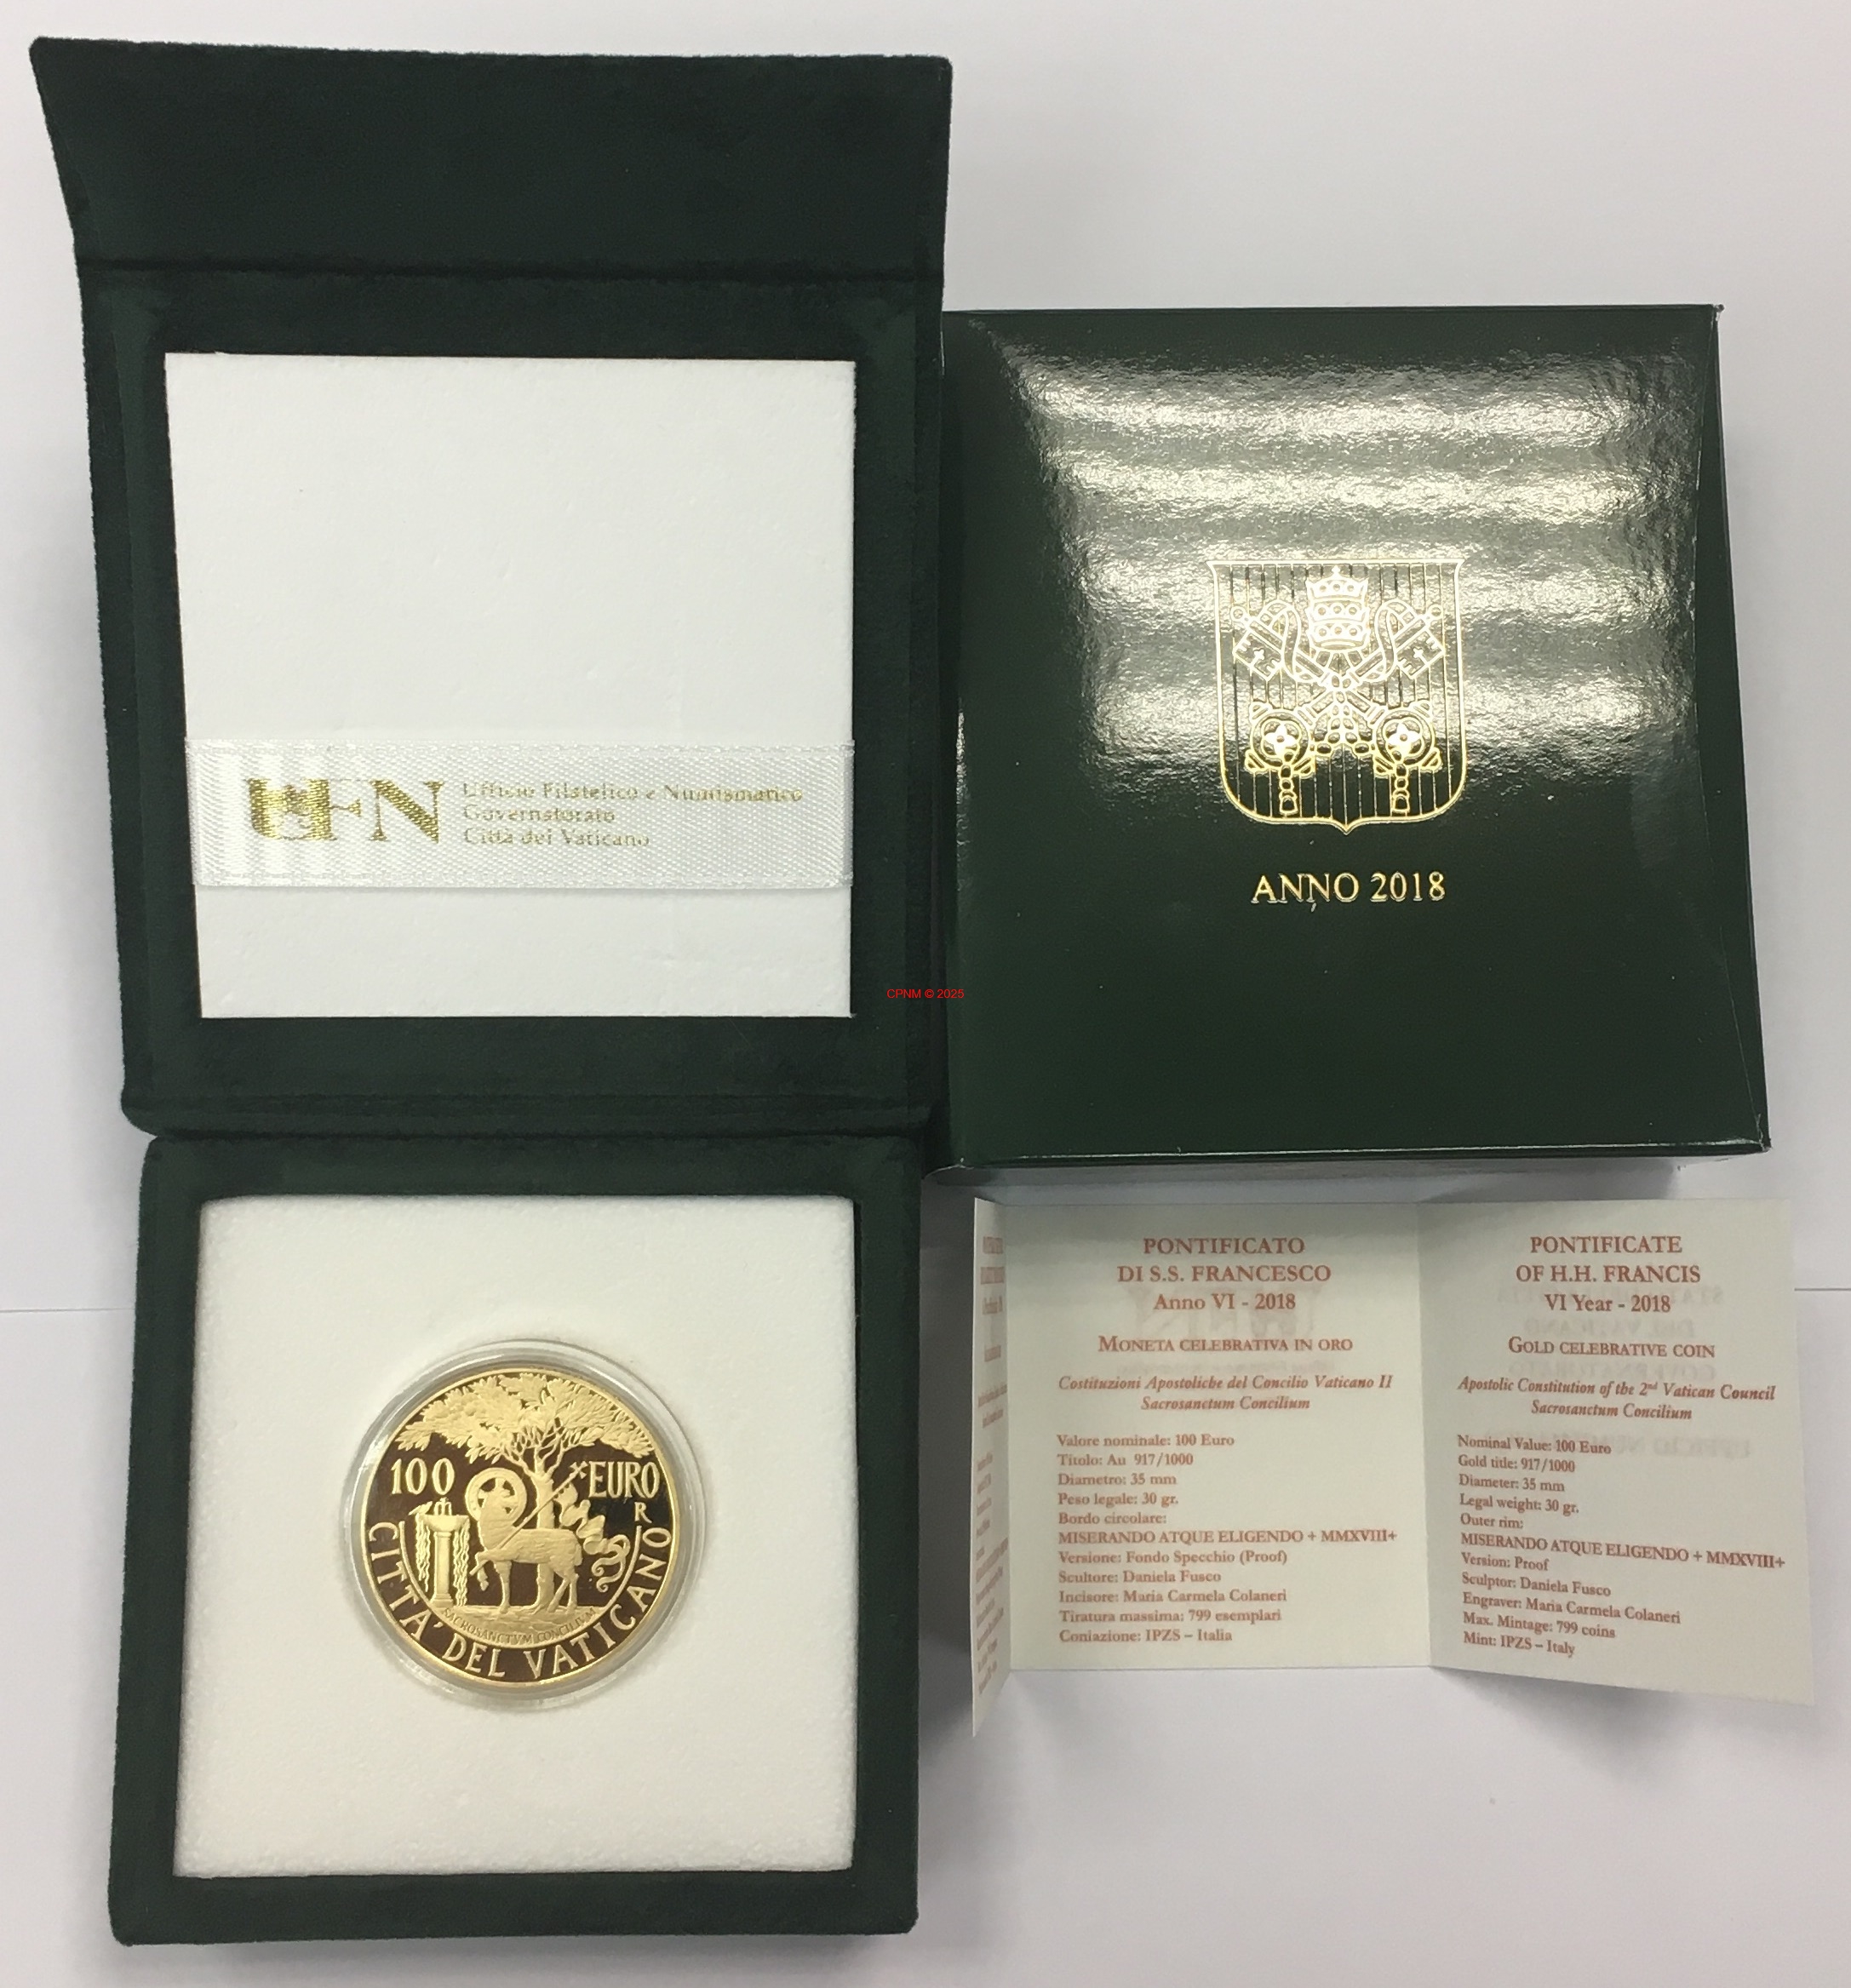 UFN
Ufficio Filatelico e Numismatico
Governatorato
Città del Vaticano
ANNO 2018
CPNM © 2025
100
EURO
R
SACROSANCTVM CONCILIVM
CITTA' DEL VATICANO
PONTIFICATO
DI S.S. FRANCESCO
Anno VI - 2018
MONETA CELEBRATIVA IN ORO
Costituzioni Apostoliche del Concilio Vaticano II
Sacrosanctum Concilium
Valore nominale: 100 Euro
Titolo: Au 917/1000
Diametro: 35 mm
Peso legale: 30 gr.
Bordo circolare:
MISERANDO ATQUE ELIGENDO + MMXVIII+
Versione: Fondo Specchio (Proof)
Scultore: Daniela Fusco
Incisore: Maria Carmela Colaneri
Tiratura massima: 799 esemplari
Coniazione: IPZS – Italia
PONTIFICATE
OF H.H. FRANCIS
VI Year - 2018
GOLD CELEBRATIVE COIN
Apostolic Constitution of the 2nd Vatican Council
Sacrosanctum Concilium
Nominal Value: 100 Euro
Gold title: 917/1000
Diameter: 35 mm
Legal weight: 30 gr.
Outer rim:
MISERANDO ATQUE ELIGENDO + MMXVIII+
Version: Proof
Sculptor: Daniela Fusco
Engraver: Maria Carmela Colaneri
Max. Mintage: 799 coins
Mint: IPZS – Italy